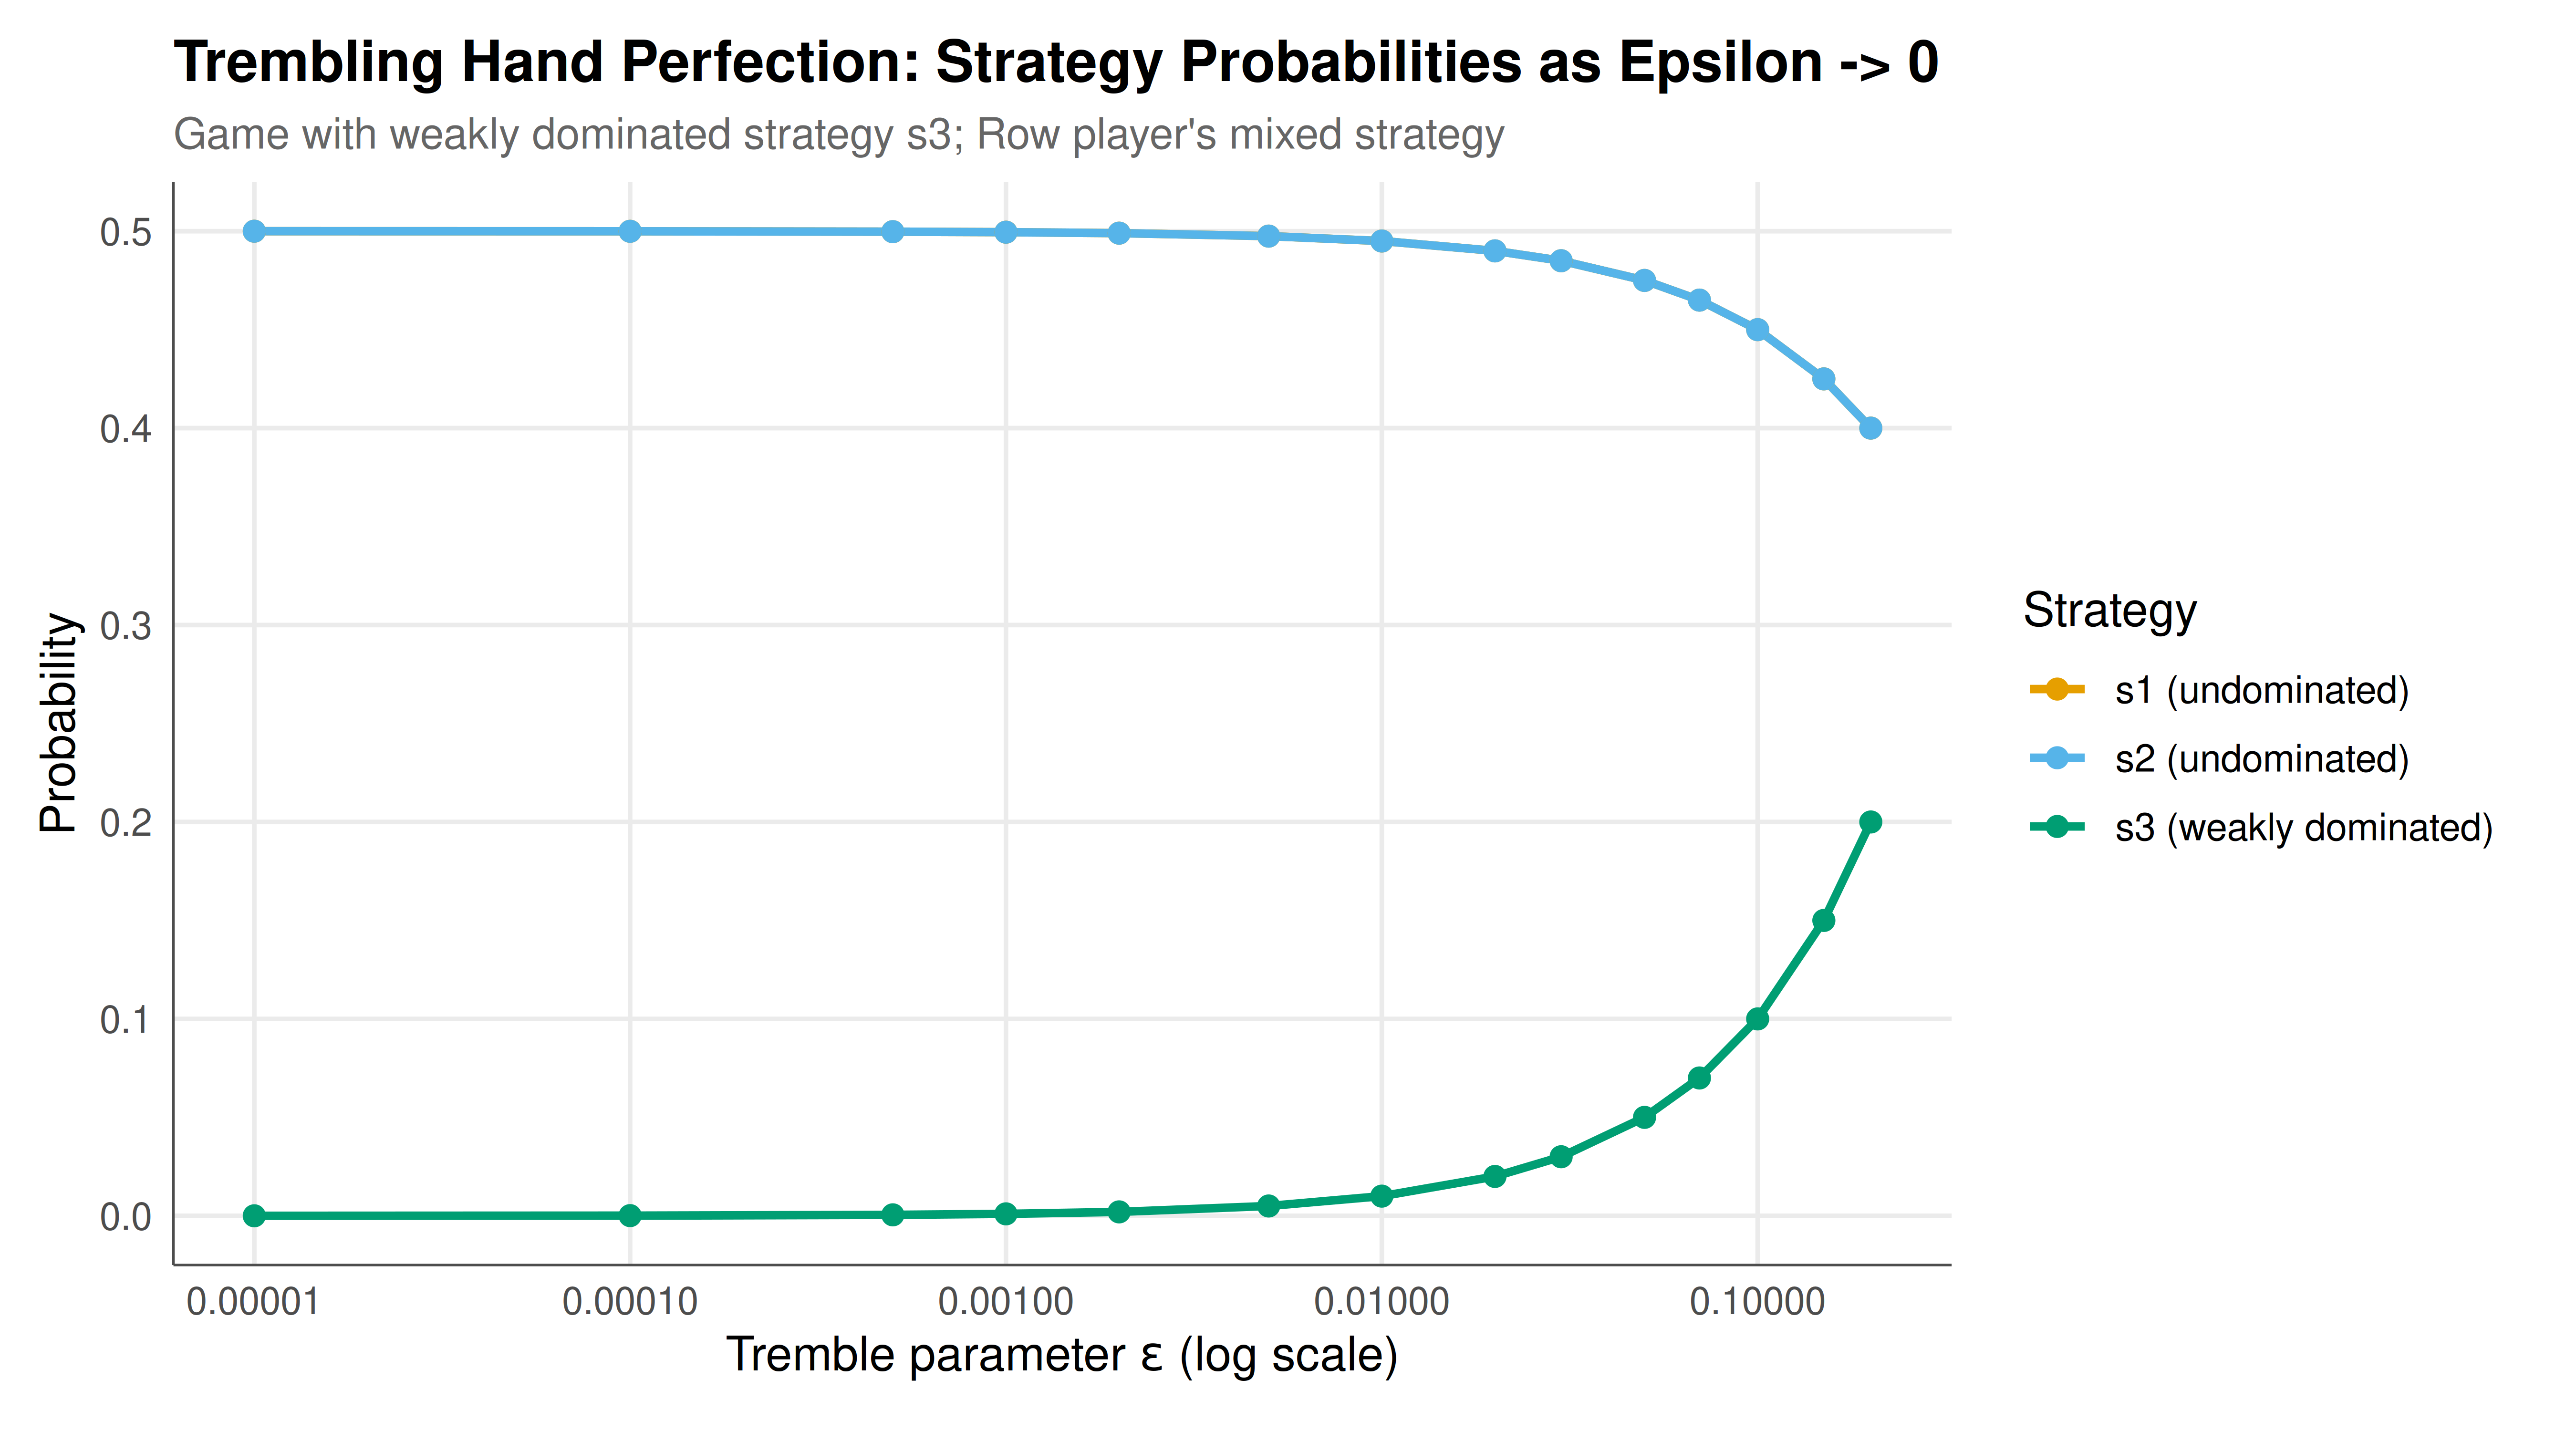 Trembling Hand Perfection: Strategy Probabilities as Epsilon -> 0
Game with weakly dominated strategy s3; Row player's mixed strategy
Probability
0.5
0.4
0.3
0.2
0.1
0.0
0.00001
0.00010
0.00100
0.01000
0.10000
Tremble parameter ε (log scale)
Strategy
s1 (undominated)
s2 (undominated)
s3 (weakly dominated)